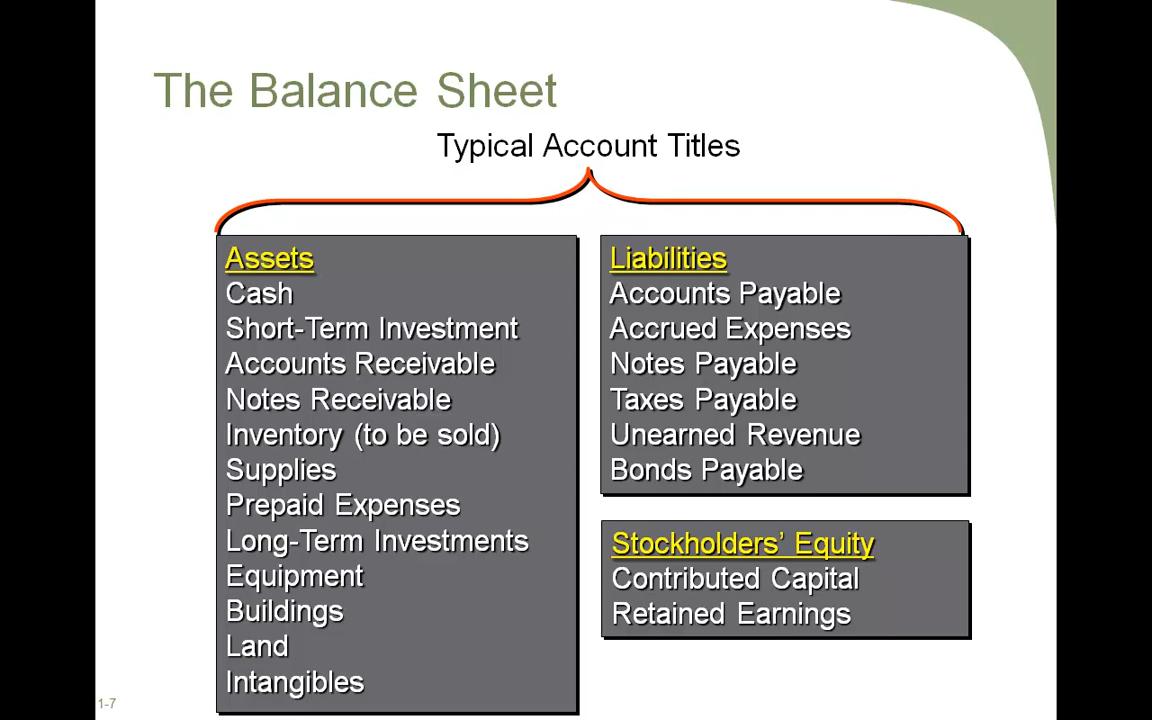 The Balance Sheet
Typical Account Titles
Assets
Cash
Short-Term Investment
Accounts Receivable
Notes Receivable
Inventory (to be sold)
Supplies
Prepaid Expenses
Long-Term Investments
Equipment
Buildings
Land
Intangibles
Liabilities
Accounts Payable
Accrued Expenses
Notes Payable
Taxes Payable
Unearned Revenue
Bonds Payable
Stockholders’ Equity
Contributed Capital
Retained Earnings
1-7